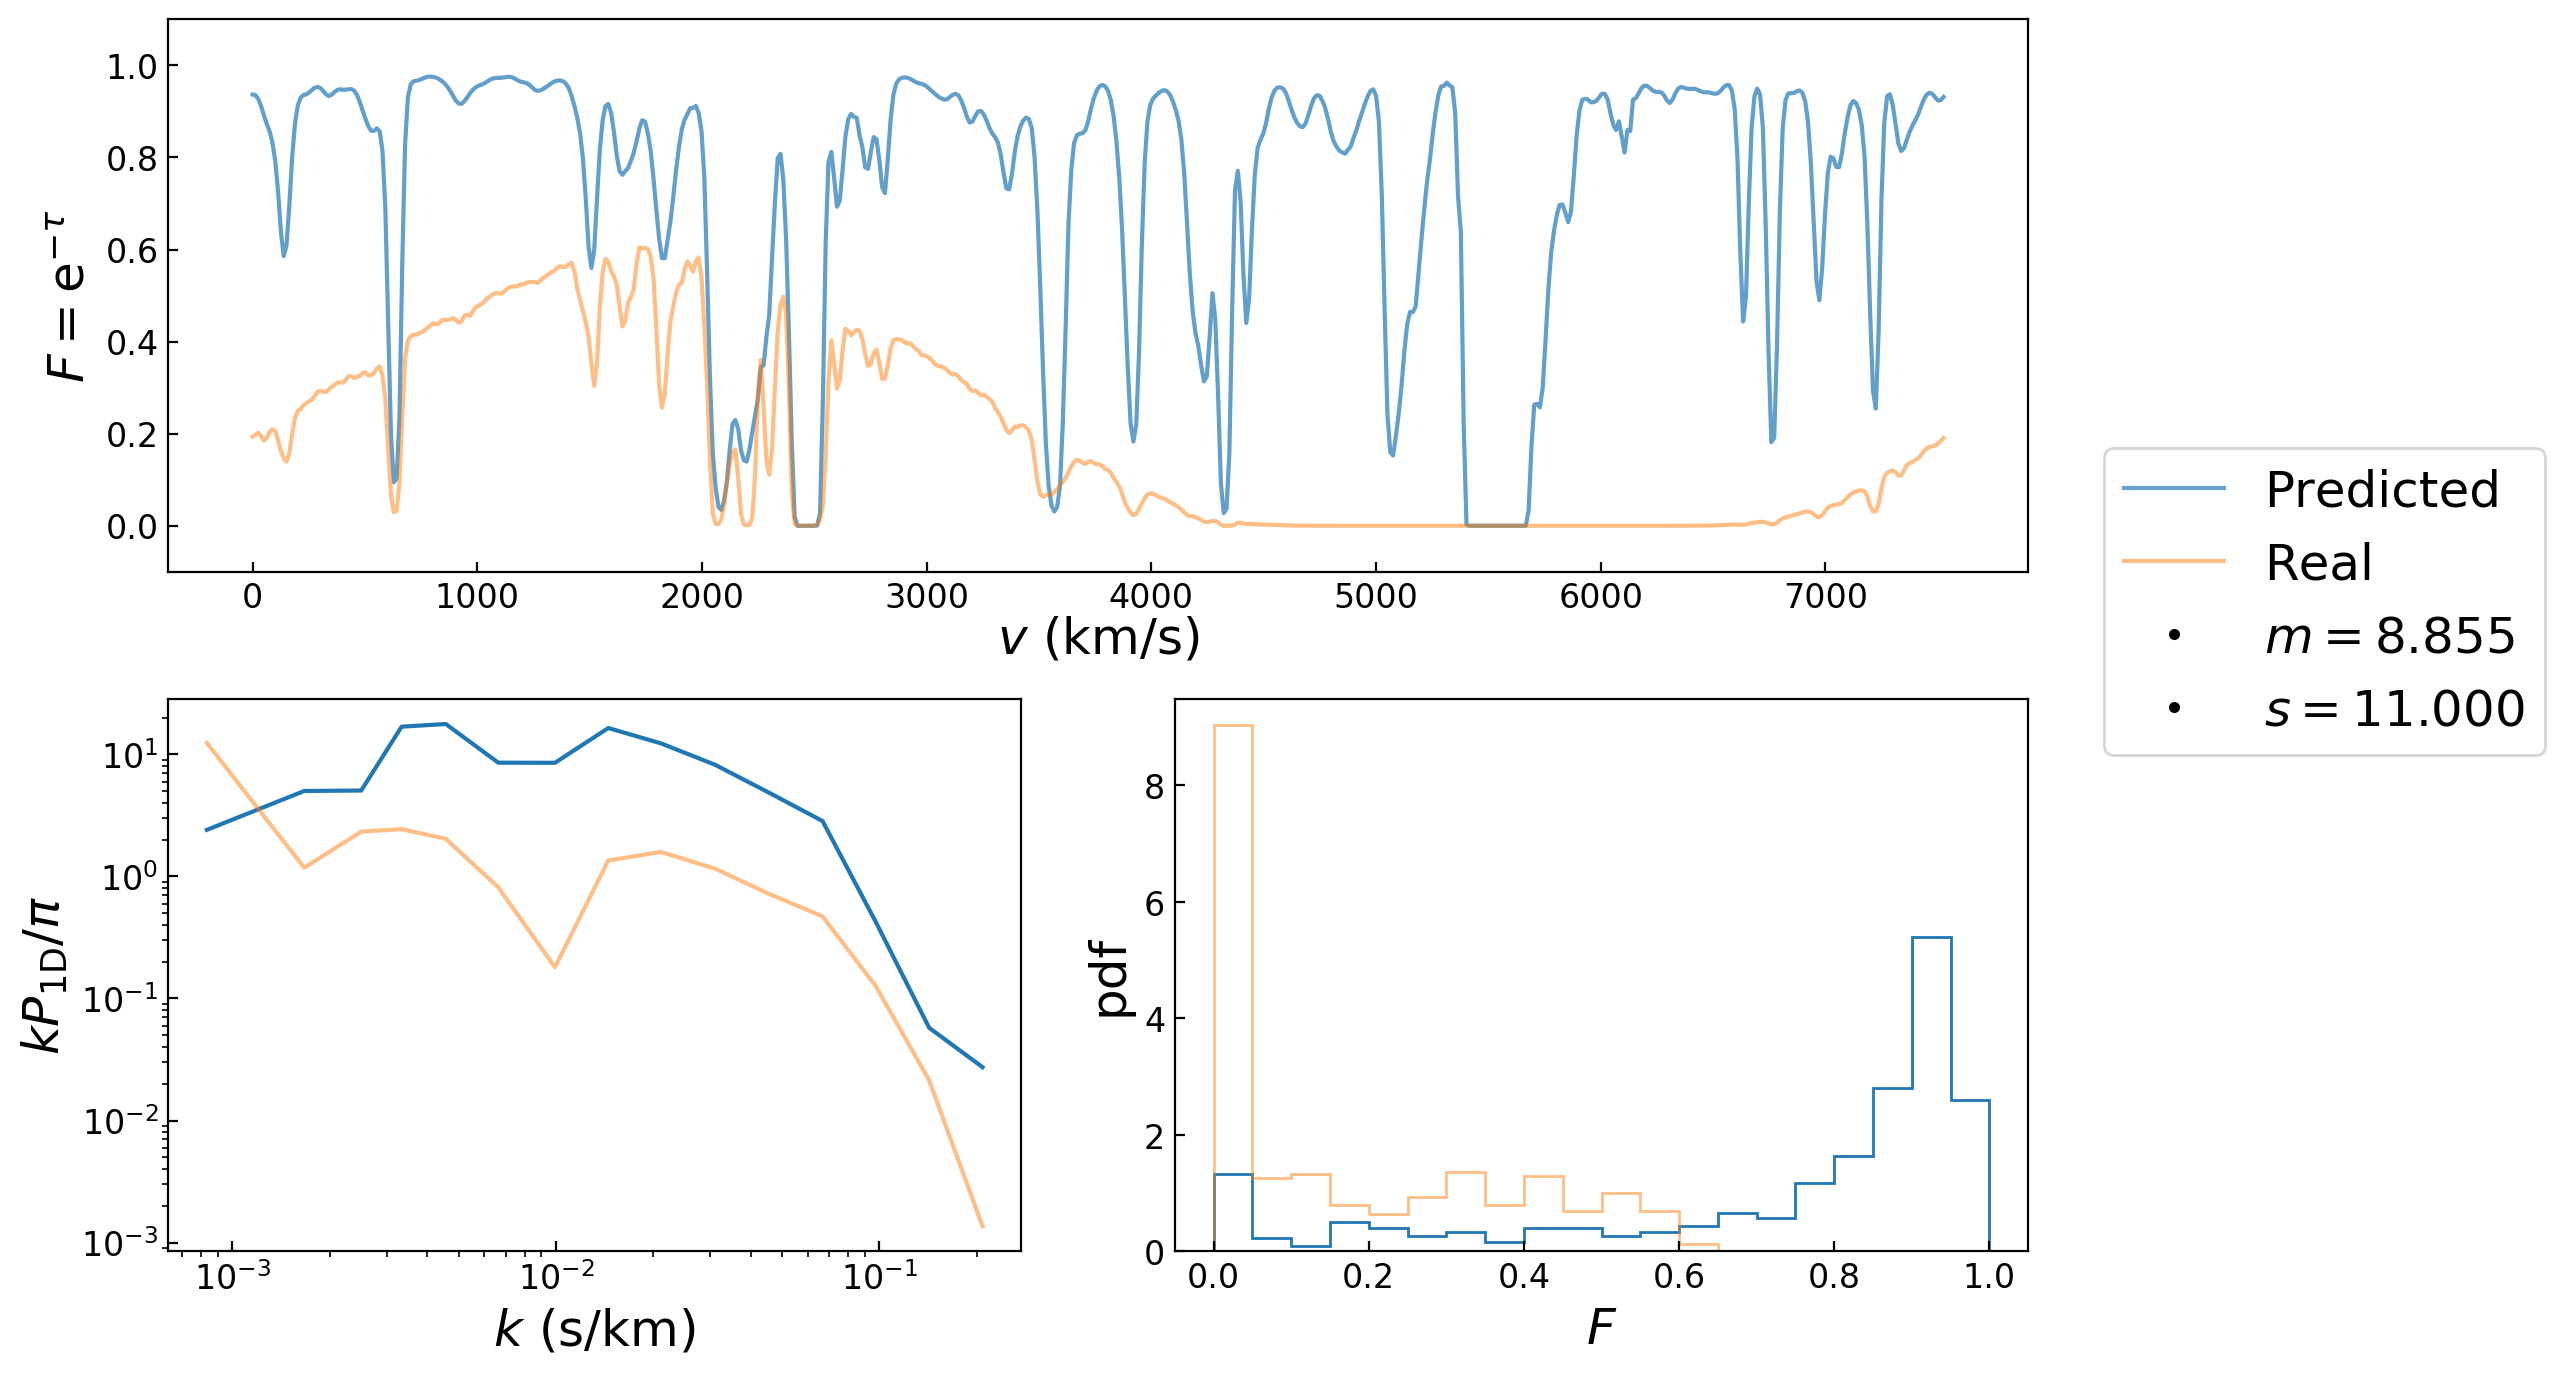 1.0
0.8
0.6
0.4
0.2
0.0
F = e^{-τ}
0 1000 2000 3000 4000 5000 6000 7000
v (km/s)
Predicted
Real
m = 8.855
s = 11.000
10^1
10^0
10^{-1}
10^{-2}
10^{-3}
kP_{1D}/π
10^{-3} 10^{-2} 10^{-1}
k (s/km)
8
6
4
2
0
pdf
0.0 0.2 0.4 0.6 0.8 1.0
F